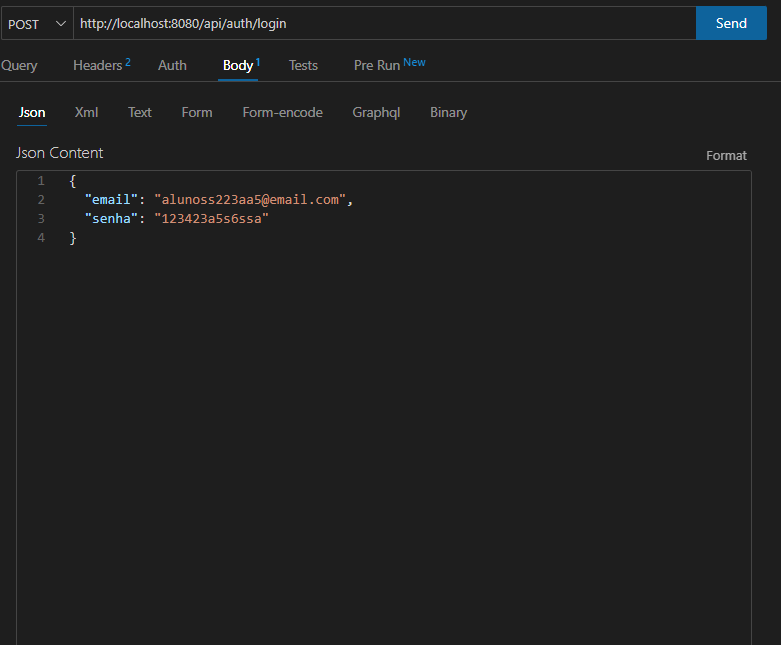 POST http://localhost:8080/api/auth/login Send
Query Headers 2 Auth Body 1 Tests Pre Run New
Json Xml Text Form Form-encode Graphql Binary
Json Content Format
1 {
2 "email": "alunoss223aa5@email.com",
3 "senha": "123423a5s6ssa"
4 }